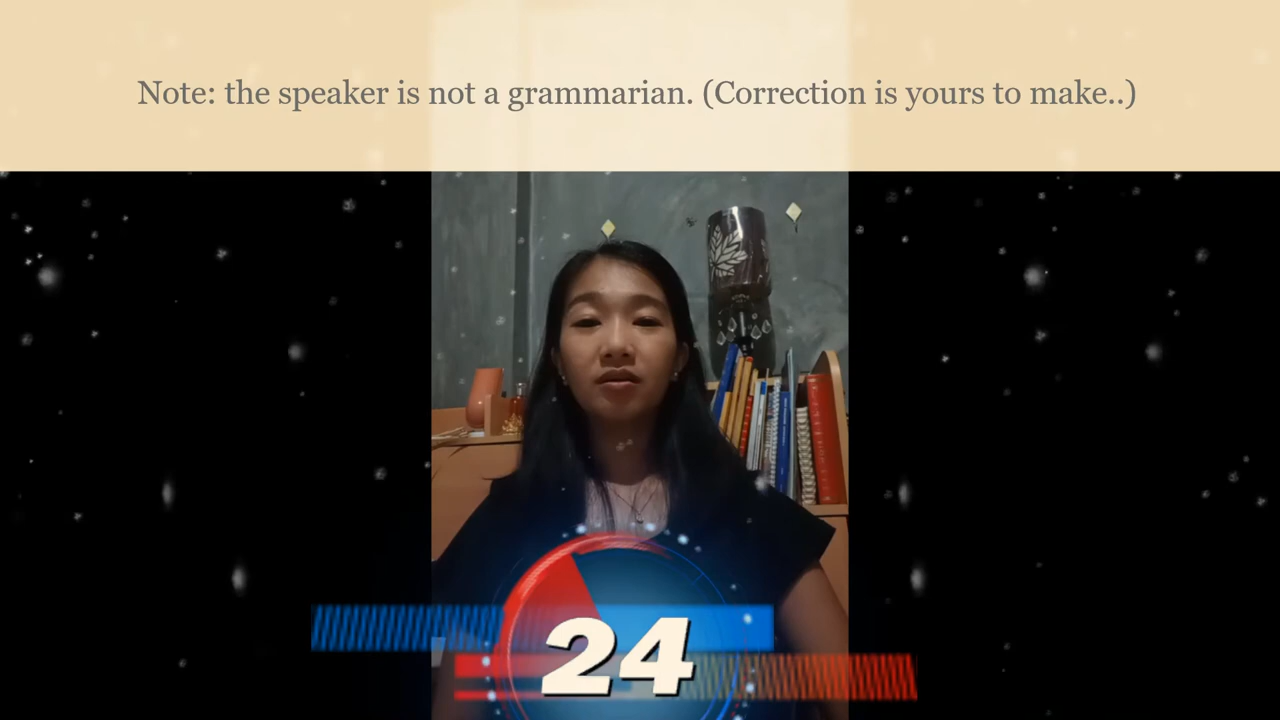 Note: the speaker is not a grammarian. (Correction is yours to make..)
24